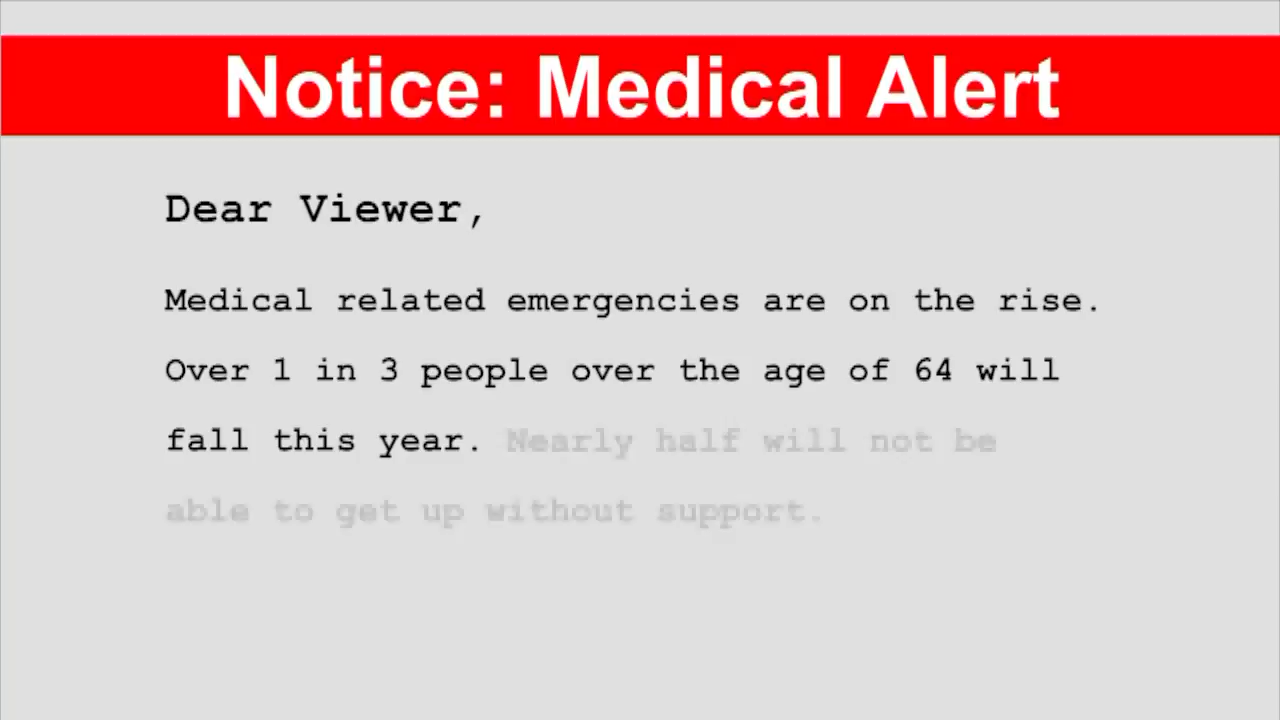 Notice: Medical Alert
Dear Viewer,
Medical related emergencies are on the rise.
Over 1 in 3 people over the age of 64 will
fall this year. Nearly half will not be
able to get up without support.